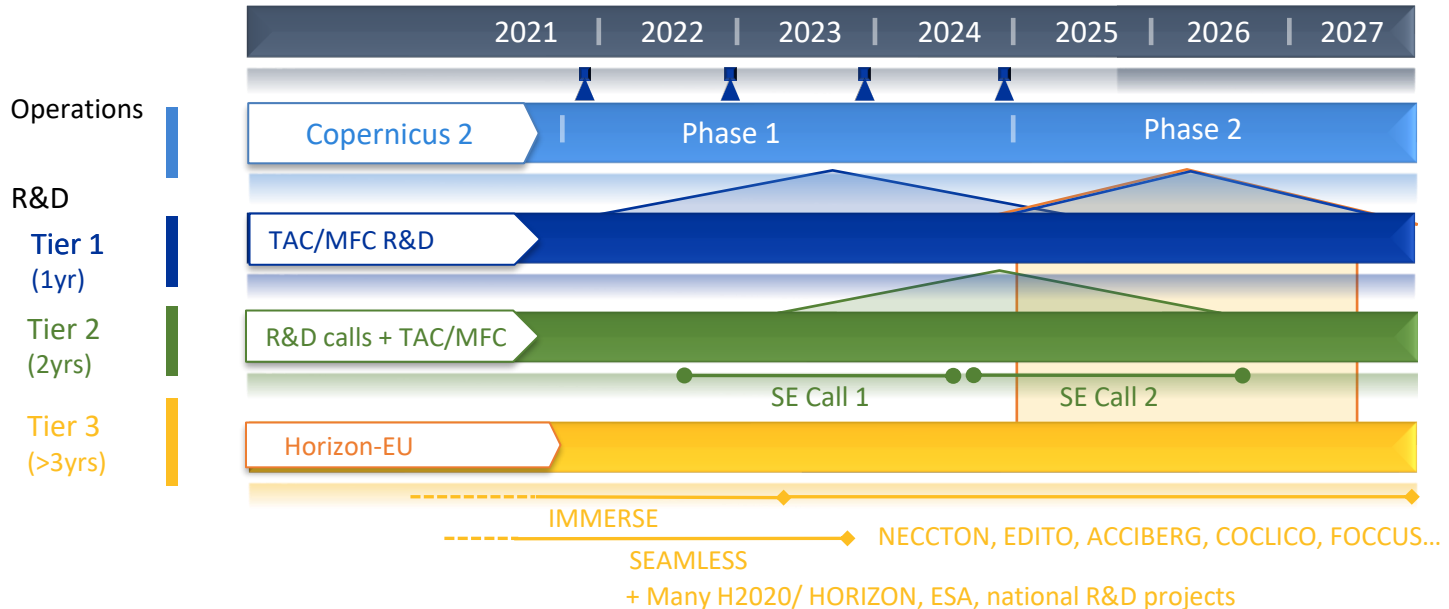 2021 | 2022 | 2023 | 2024 | 2025 | 2026 | 2027
Operations
Copernicus 2 | Phase 1 | Phase 2
R&D
Tier 1
(1yr)
TAC/MFC R&D
Tier 2
(2yrs)
R&D calls + TAC/MFC
SE Call 1 SE Call 2
Tier 3
(>3yrs)
Horizon-EU
IMMERSE
NECCTON, EDITO, ACCIBERG, COCLICO, FOCCUS…
SEAMLESS
+ Many H2020/ HORIZON, ESA, national R&D projects